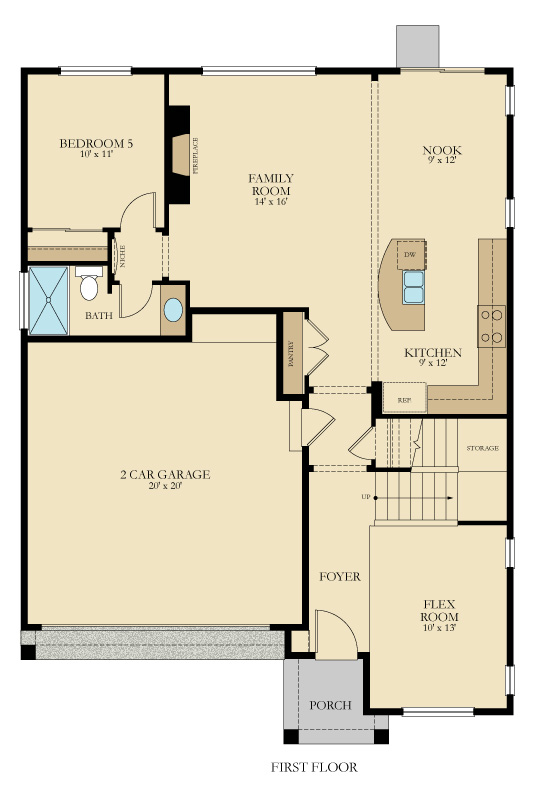 BEDROOM 5
10' x 11'
FIREPLACE
FAMILY
ROOM
14' x 16'
NOOK
9' x 12'
NICHE
DW
BATH
PANTRY
KITCHEN
9' x 12'
REF.
2 CAR GARAGE
20' x 20'
STORAGE
UP
FOYER
FLEX
ROOM
10' x 13'
PORCH
FIRST FLOOR